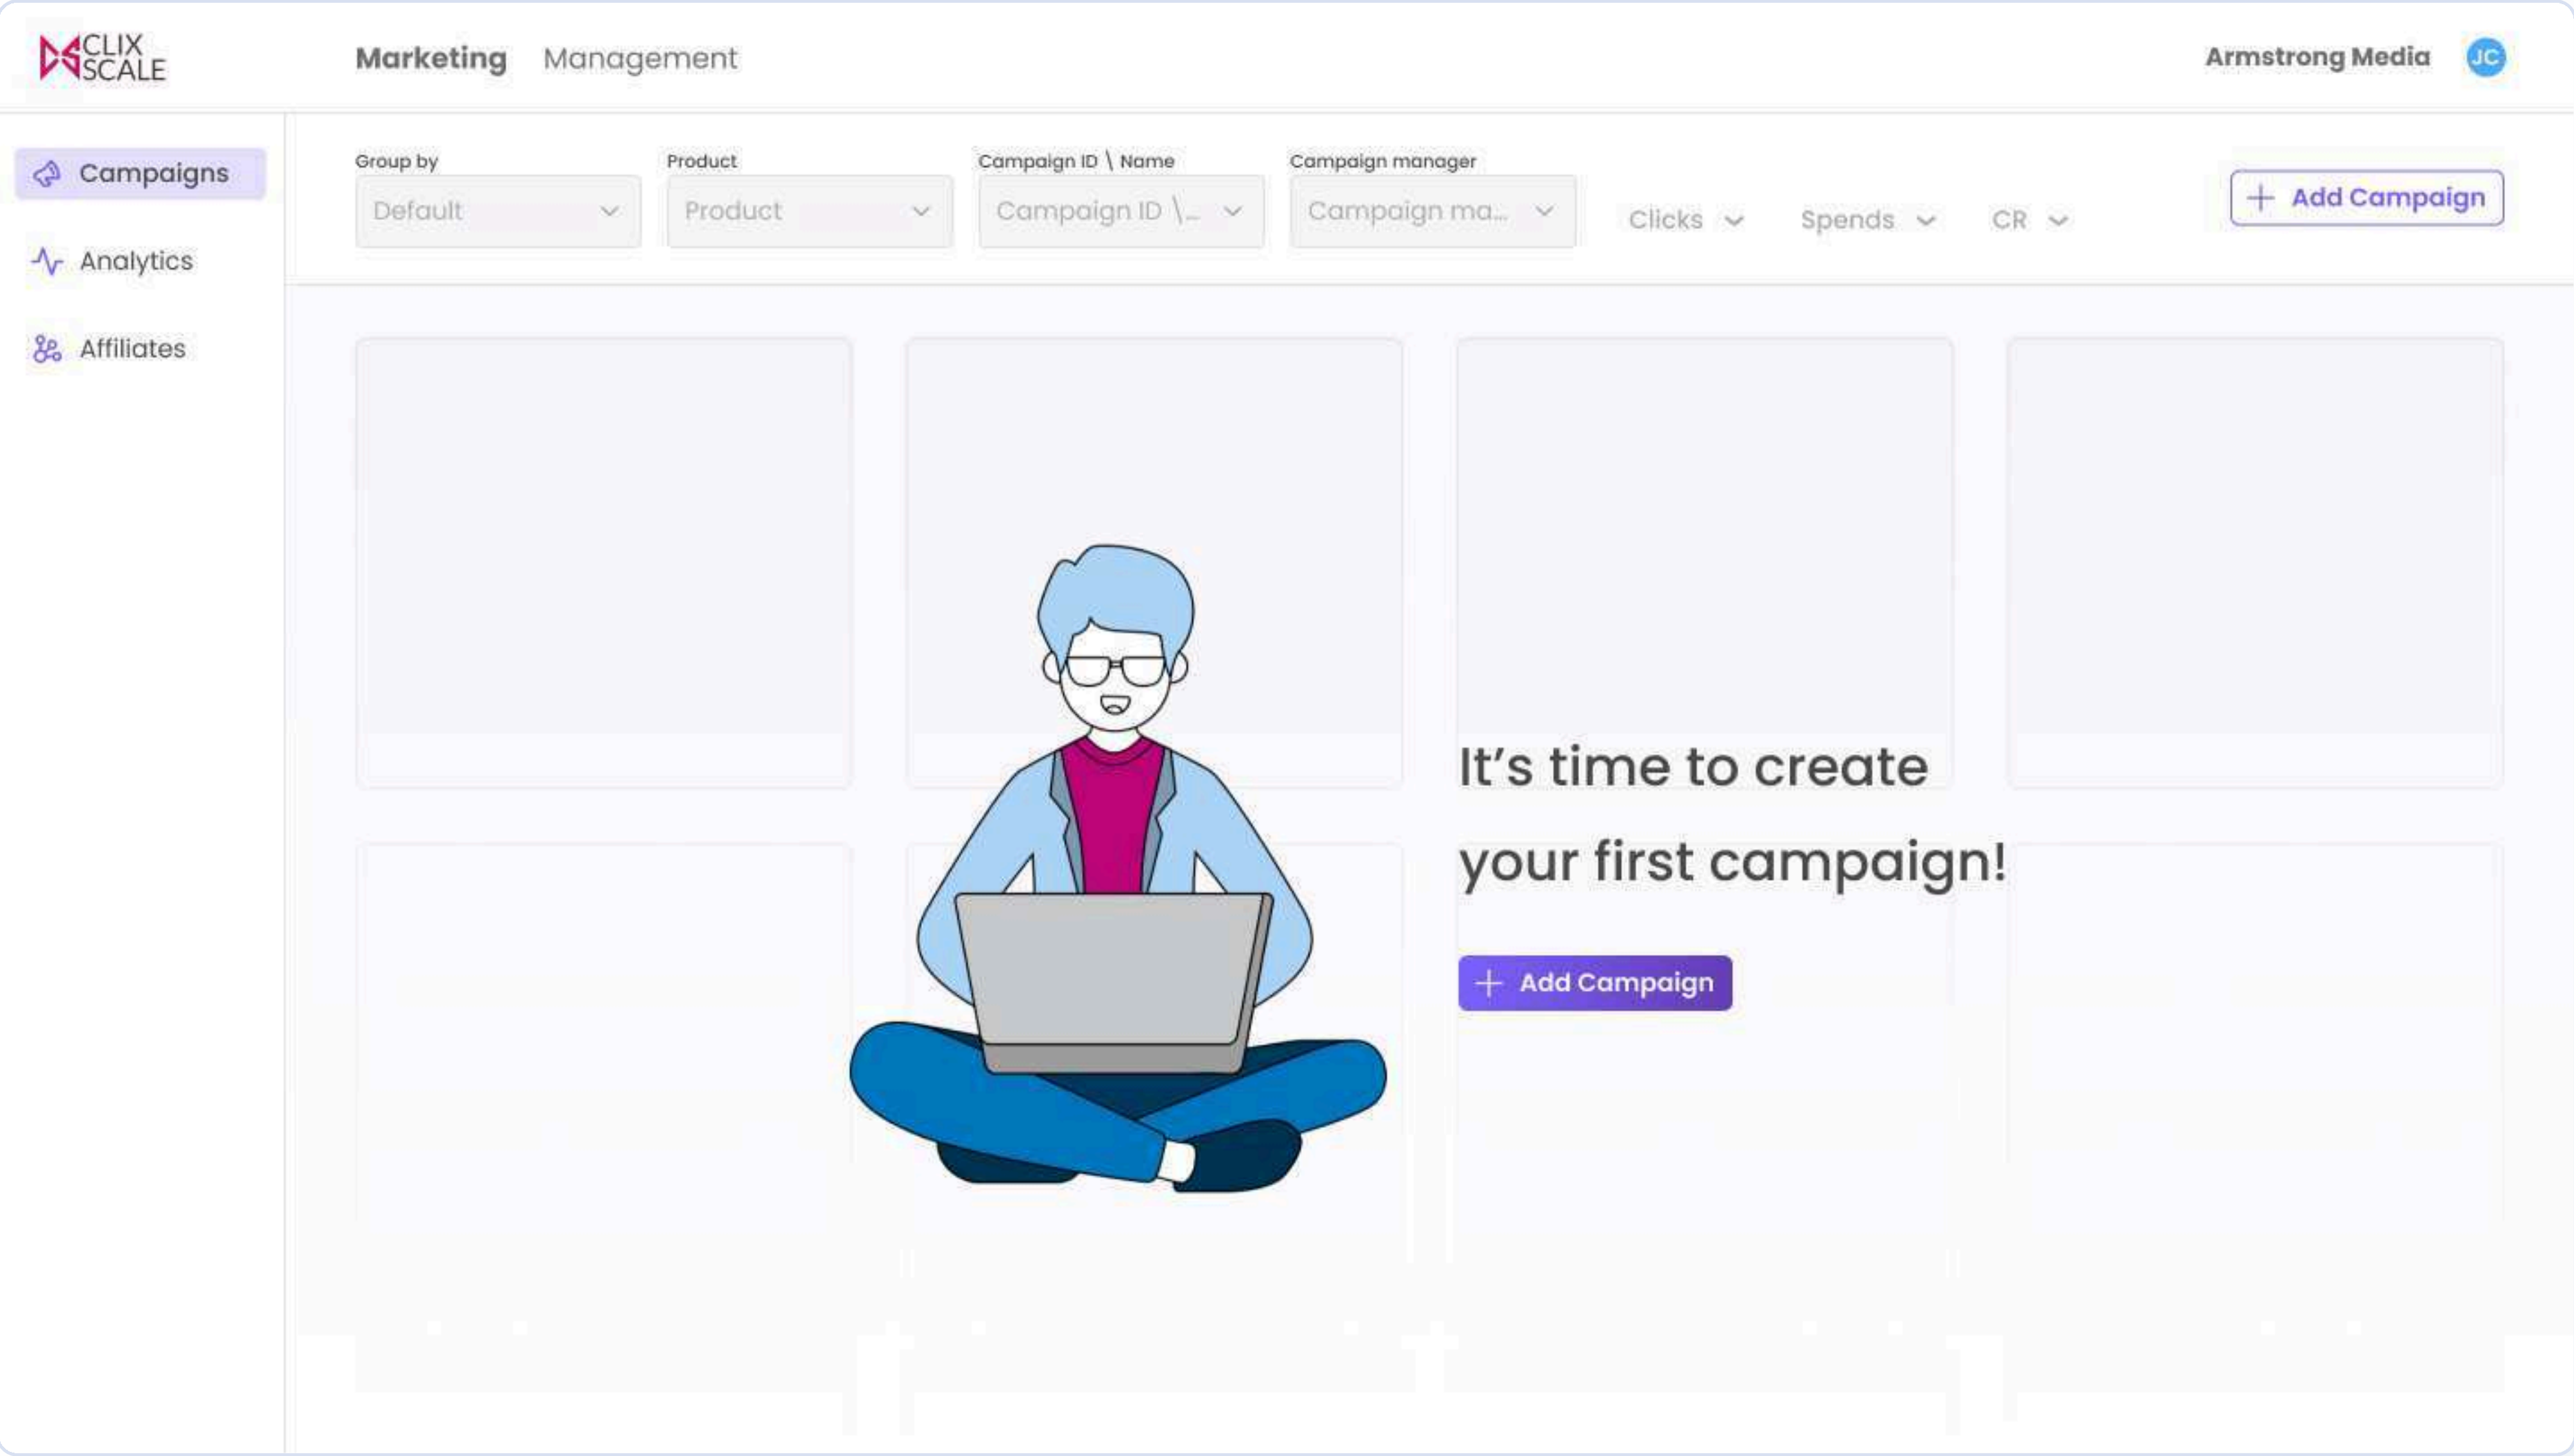 CLIX
SCALE
Marketing Management
Armstrong Media JC
Campaigns
Analytics
Affiliates
Group by Product Campaign ID \ Name Campaign manager
Default Product Campaign ID \... Campaign ma... Clicks Spends CR
Add Campaign
It's time to create
your first campaign!
Add Campaign